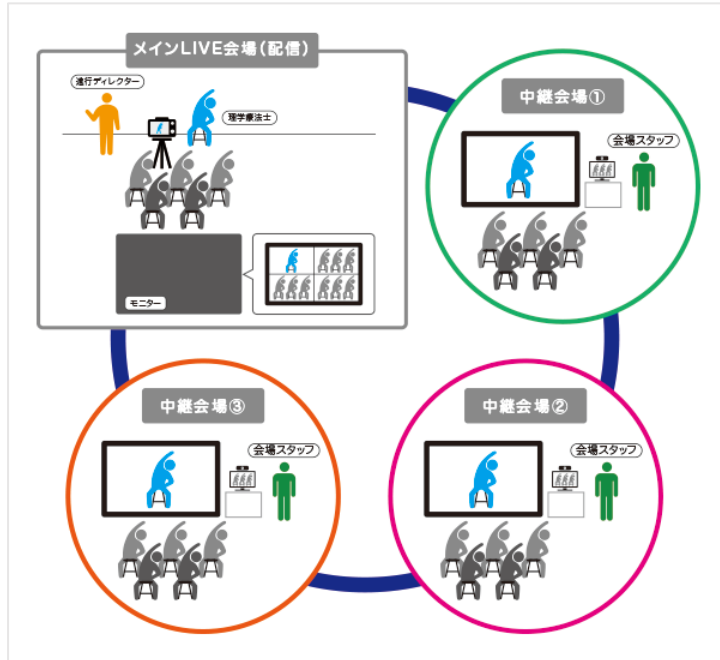 メインLIVE会場(配信)
進行ディレクター
理学療法士
モニター
中継会場①
会場スタッフ
中継会場③
会場スタッフ
中継会場②
会場スタッフ